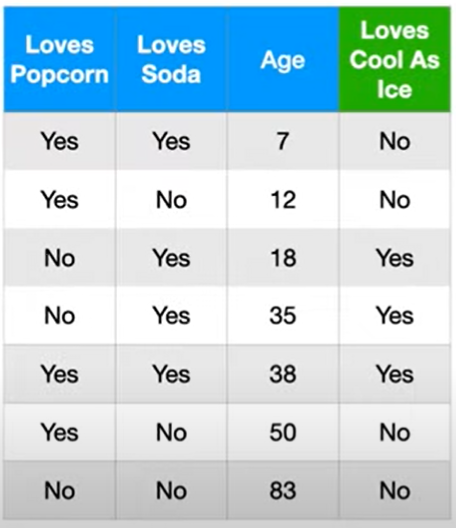 Loves Popcorn | Loves Soda | Age | Loves Cool As Ice
Yes | Yes | 7 | No
Yes | No | 12 | No
No | Yes | 18 | Yes
No | Yes | 35 | Yes
Yes | Yes | 38 | Yes
Yes | No | 50 | No
No | No | 83 | No